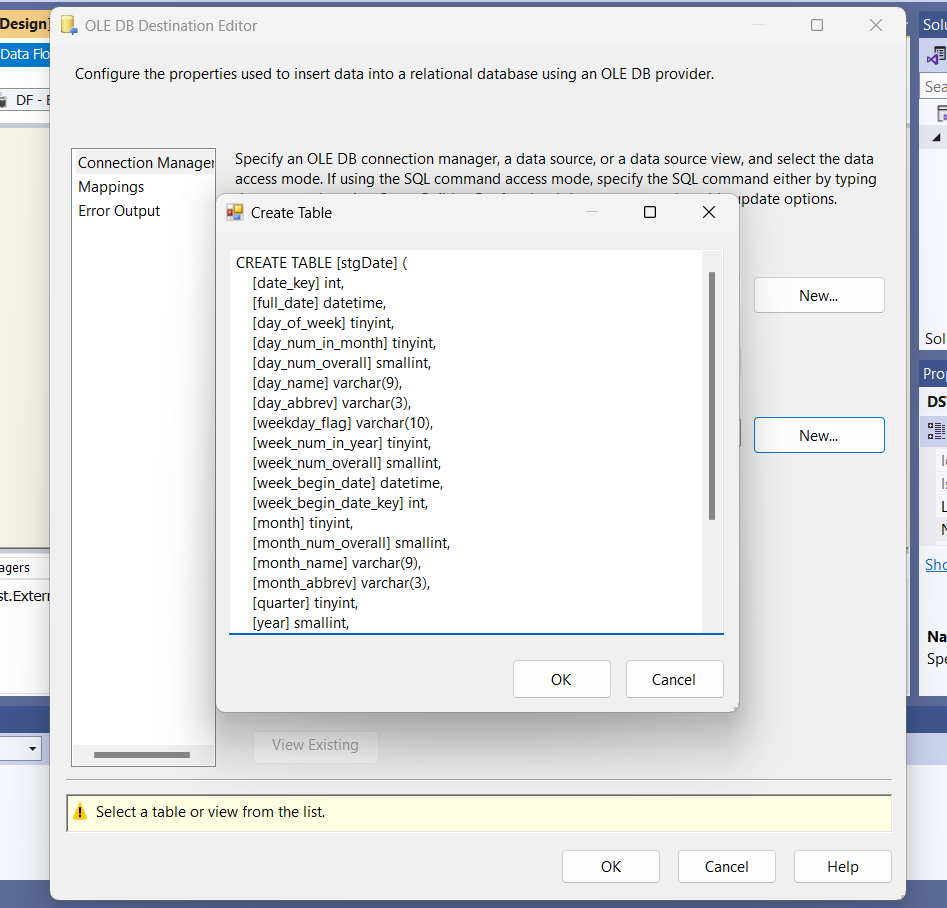 Design]
OLE DB Destination Editor
Solu
Data Flo
Configure the properties used to insert data into a relational database using an OLE DB provider.
Sea
DF - E
Connection Manager
Mappings
Error Output
Specify an OLE DB connection manager, a data source, or a data source view, and select the data
access mode. If using the SQL command access mode, specify the SQL command either by typing
update options.
Create Table
CREATE TABLE [stgDate] (
[date_key] int,
[full_date] datetime,
[day_of_week] tinyint,
[day_num_in_month] tinyint,
[day_num_overall] smallint,
[day_name] varchar(9),
[day_abbrev] varchar(3),
[weekday_flag] varchar(10),
[week_num_in_year] tinyint,
[week_num_overall] smallint,
[week_begin_date] datetime,
[week_begin_date_key] int,
[month] tinyint,
[month_num_overall] smallint,
[month_name] varchar(9),
[month_abbrev] varchar(3),
[quarter] tinyint,
[year] smallint,
OK
Cancel
New...
New...
Sol
Prop
DS
agers
st.Extern
Sho
Na
Spe
View Existing
Select a table or view from the list.
OK
Cancel
Help